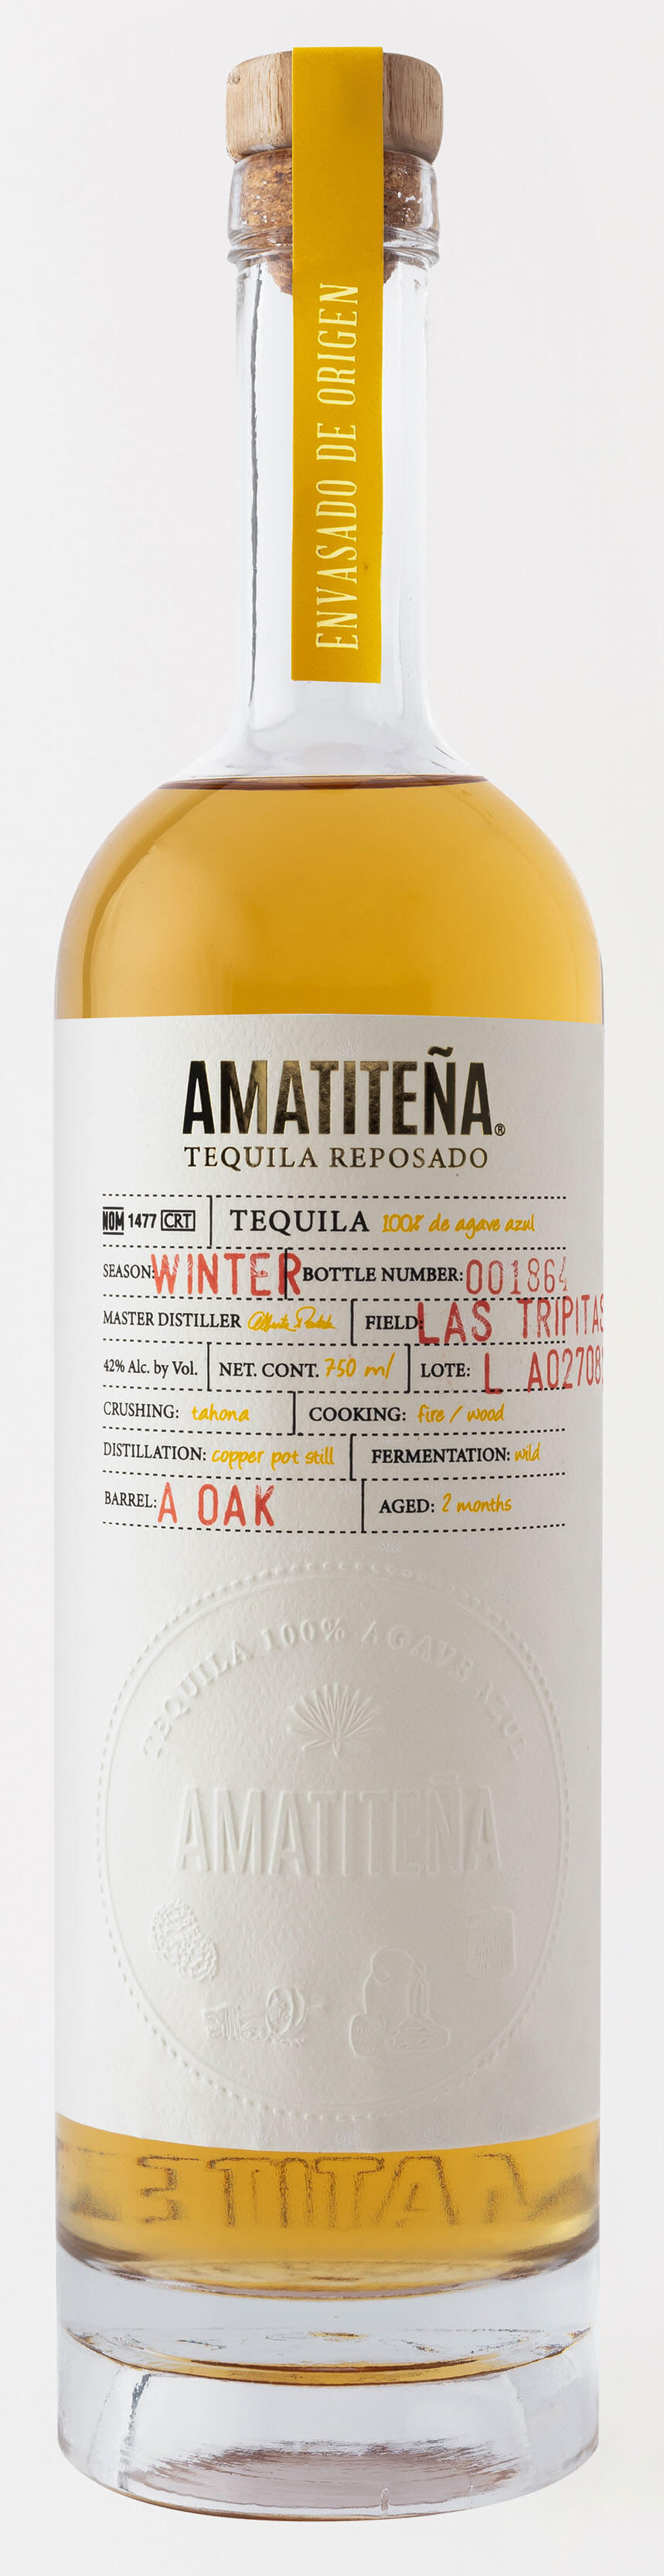 ENVASADO DE ORIGEN
AMATITEÑA®
TEQUILA REPOSADO
NOM 1477 CRT TEQUILA 100% de agave azul
SEASON: WINTER BOTTLE NUMBER: 001864
MASTER DISTILLER FIELD: LAS TRIPITAS
42% Alc. by Vol. NET. CONT. 750 ml LOTE: L A02708
CRUSHING: tahona COOKING: fire / wood
DISTILLATION: copper pot still FERMENTATION: wild
BARREL: A OAK AGED: 2 months
TEQUILA 100% AGAVE AZUL
AMATITEÑA